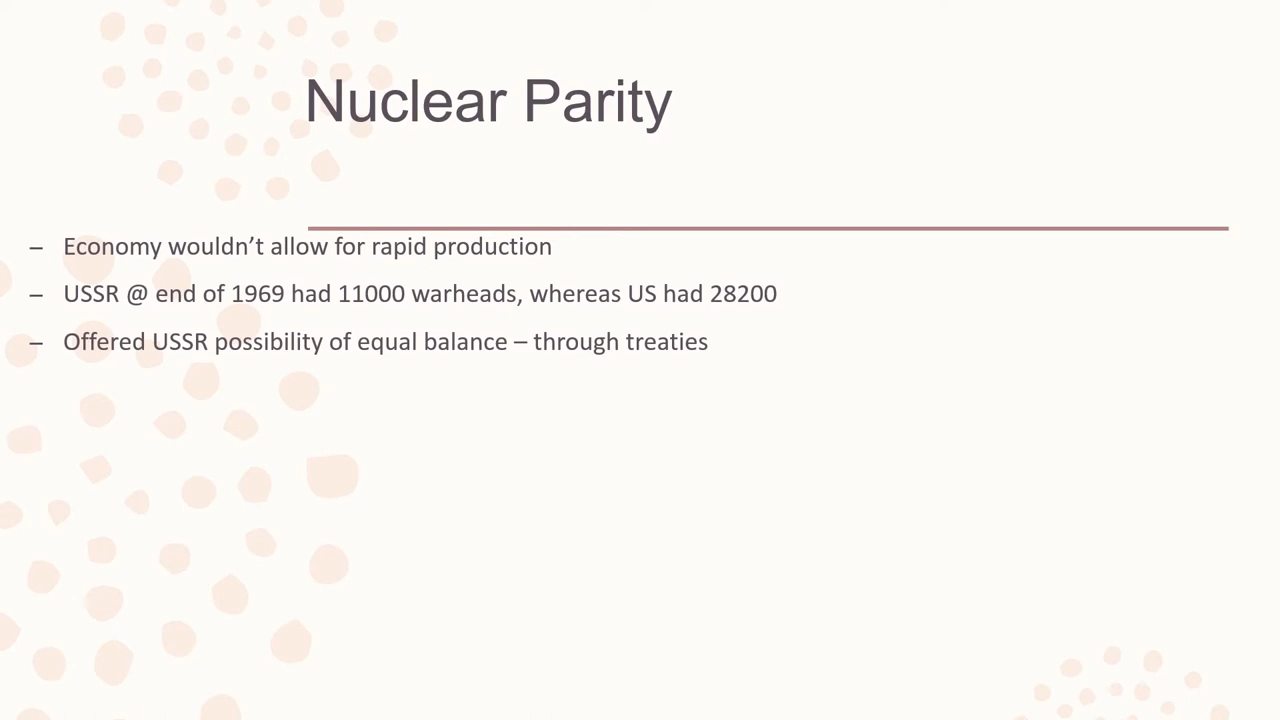 Nuclear Parity
– Economy wouldn’t allow for rapid production
– USSR @ end of 1969 had 11000 warheads, whereas US had 28200
– Offered USSR possibility of equal balance – through treaties